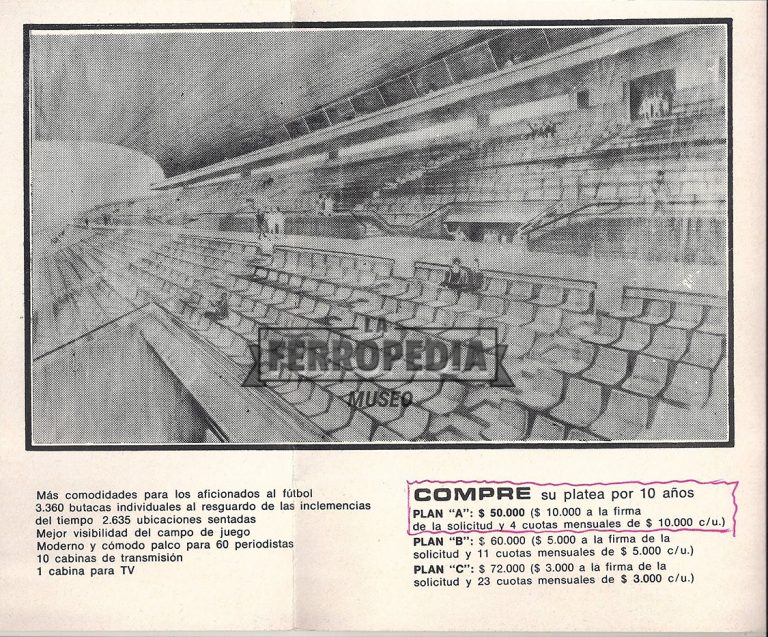 LA
FERROPEDIA
MUSEO
Más comodidades para los aficionados al fútbol
3.360 butacas individuales al resguardo de las inclemencias
del tiempo 2.635 ubicaciones sentadas
Mejor visibilidad del campo de juego
Moderno y cómodo palco para 60 periodistas
10 cabinas de transmisión
1 cabina para TV
COMPRE su platea por 10 años
PLAN "A": $ 50.000 ($ 10.000 a la firma
de la solicitud y 4 cuotas mensuales de $ 10.000 c/u.)
PLAN "B": $ 60.000 ($ 5.000 a la firma de la
solicitud y 11 cuotas mensuales de $ 5.000 c/u.)
PLAN "C": $ 72.000 ($ 3.000 a la firma de la
solicitud y 23 cuotas mensuales de $ 3.000 c/u.)